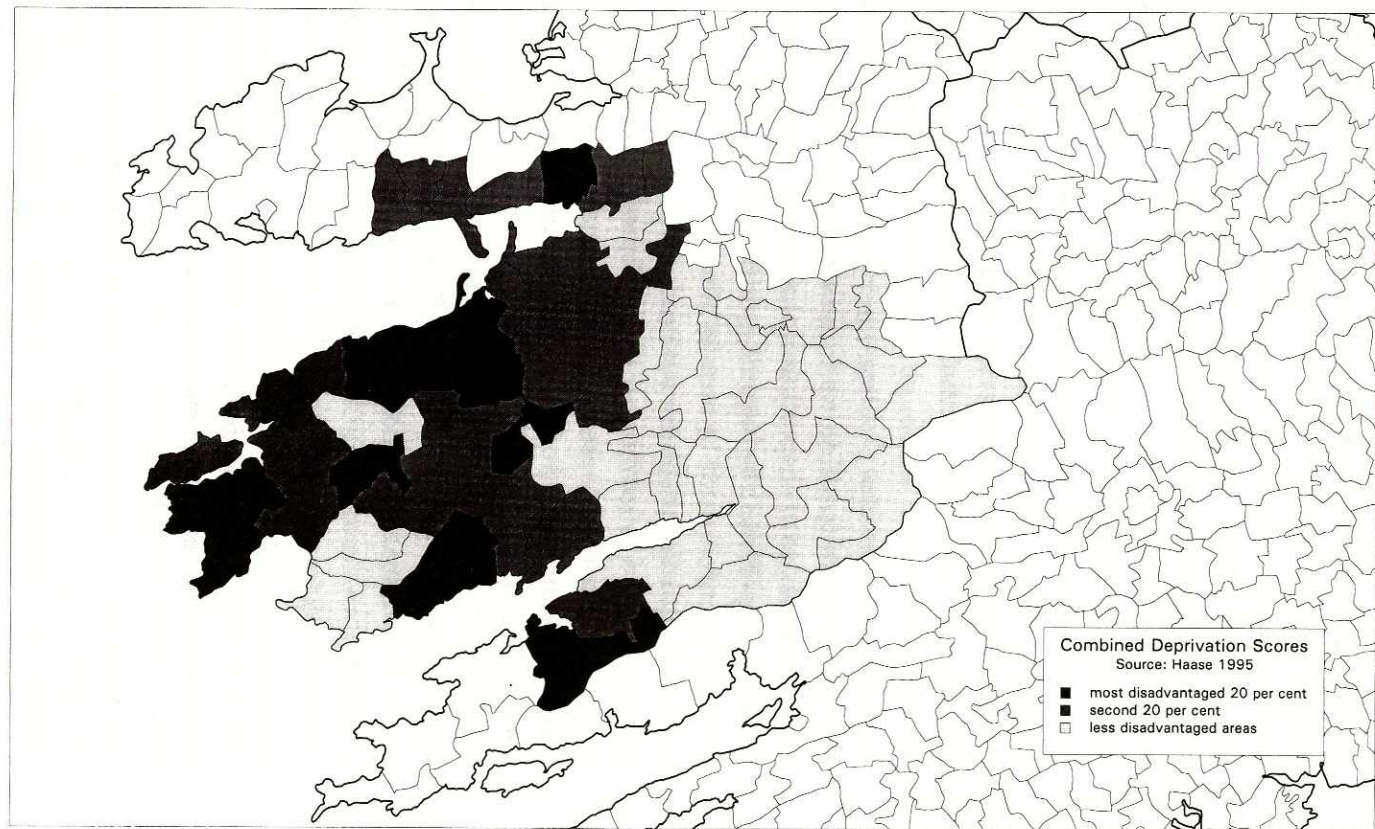 Combined Deprivation Scores
Source: Haase 1995
most disadvantaged 20 per cent
second 20 per cent
less disadvantaged areas